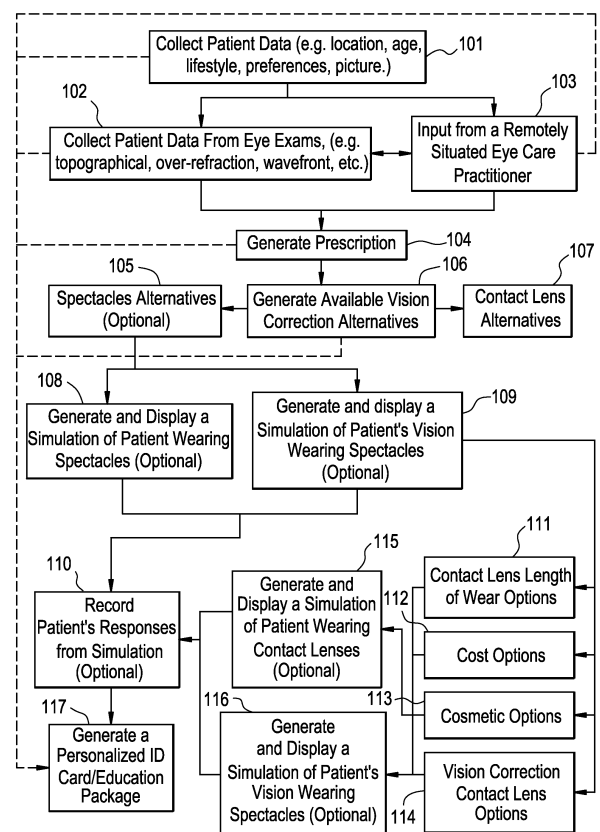 Collect Patient Data (e.g. location, age,
lifestyle, preferences, picture.)
101
102
103
Collect Patient Data From Eye Exams, (e.g.
topographical, over-refraction, wavefront, etc.)
Input from a Remotely
Situated Eye Care
Practitioner
Generate Prescription
104
105
106
107
Spectacles Alternatives
(Optional)
Generate Available Vision
Correction Alternatives
Contact Lens
Alternatives
108
109
Generate and Display a
Simulation of Patient Wearing
Spectacles (Optional)
Generate and display a
Simulation of Patient's Vision
Wearing Spectacles
(Optional)
110
115
111
Record
Patient's Responses
from Simulation
(Optional)
Generate and
Display a Simulation
of Patient Wearing
Contact Lenses
(Optional)
Contact Lens Length
of Wear Options
112
Cost Options
113
Cosmetic Options
117
116
Generate a
Personalized ID
Card/Education
Package
Generate
and Display a
Simulation of Patient's
Vision Wearing
Spectacles (Optional)
Vision Correction
Contact Lens
Options
114